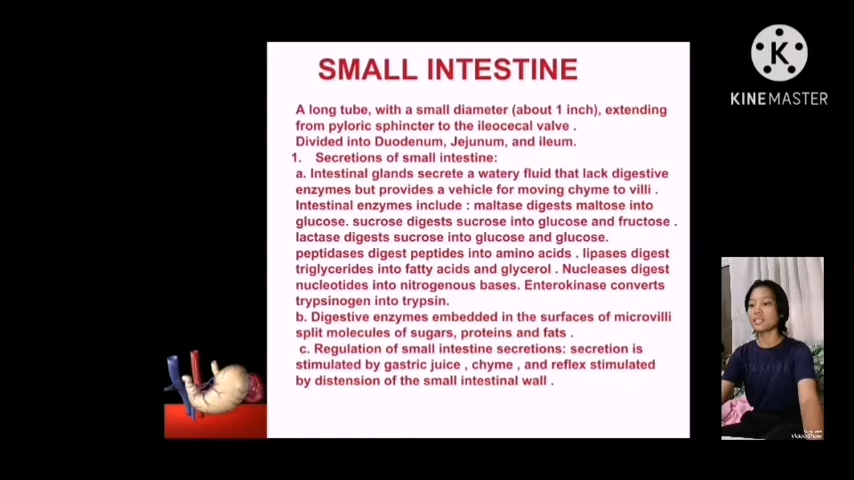 SMALL INTESTINE
A long tube, with a small diameter (about 1 inch), extending
from pyloric sphincter to the ileocecal valve .
Divided into Duodenum, Jejunum, and ileum.
1. Secretions of small intestine:
a. Intestinal glands secrete a watery fluid that lack digestive
enzymes but provides a vehicle for moving chyme to villi .
Intestinal enzymes include : maltase digests maltose into
glucose. sucrose digests sucrose into glucose and fructose .
lactase digests sucrose into glucose and glucose.
peptidases digest peptides into amino acids . lipases digest
triglycerides into fatty acids and glycerol . Nucleases digest
nucleotides into nitrogenous bases. Enterokinase converts
trypsinogen into trypsin.
b. Digestive enzymes embedded in the surfaces of microvilli
split molecules of sugars, proteins and fats .
c. Regulation of small intestine secretions: secretion is
stimulated by gastric juice , chyme , and reflex stimulated
by distension of the small intestinal wall .
K
KINEMASTER
VideoShow